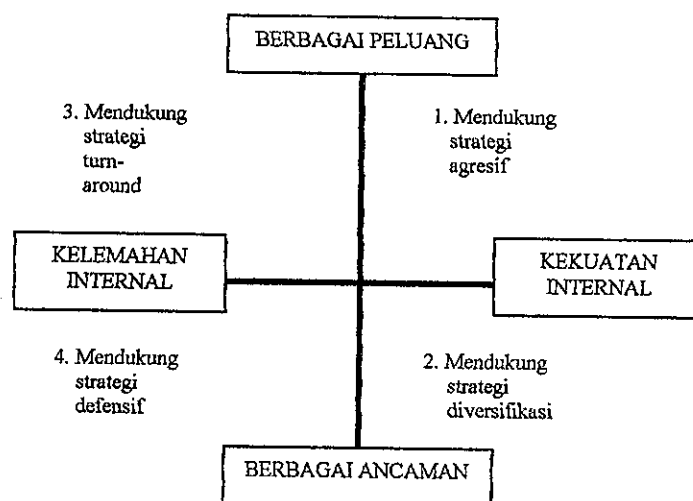 BERBAGAI PELUANG
3. Mendukung
strategi
turn-
around
1. Mendukung
strategi
agresif
KELEMAHAN
INTERNAL
KEKUATAN
INTERNAL
4. Mendukung
strategi
defensif
2. Mendukung
strategi
diversifikasi
BERBAGAI ANCAMAN